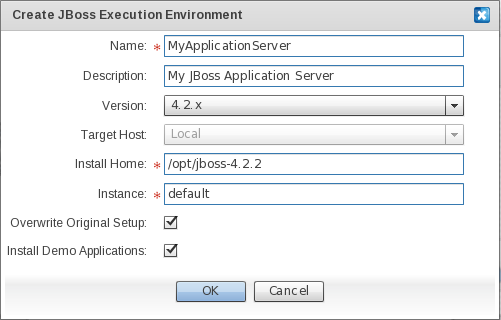 Create JBoss Execution Environment
Name: * MyApplicationServer
Description: My JBoss Application Server
Version: 4.2.x
Target Host: Local
Install Home: * /opt/jboss-4.2.2
Instance: * default
Overwrite Original Setup:
Install Demo Applications:
OK Cancel